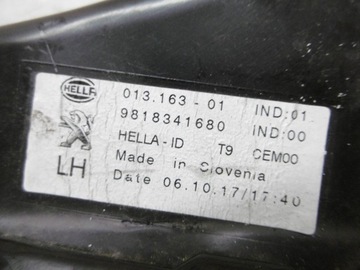 HELLA
013.163-01 IND:01
9818341680 IND:00
HELLA-ID T9 CEM00
LH
Made in Slovenia
Date 06.10.17/17:40